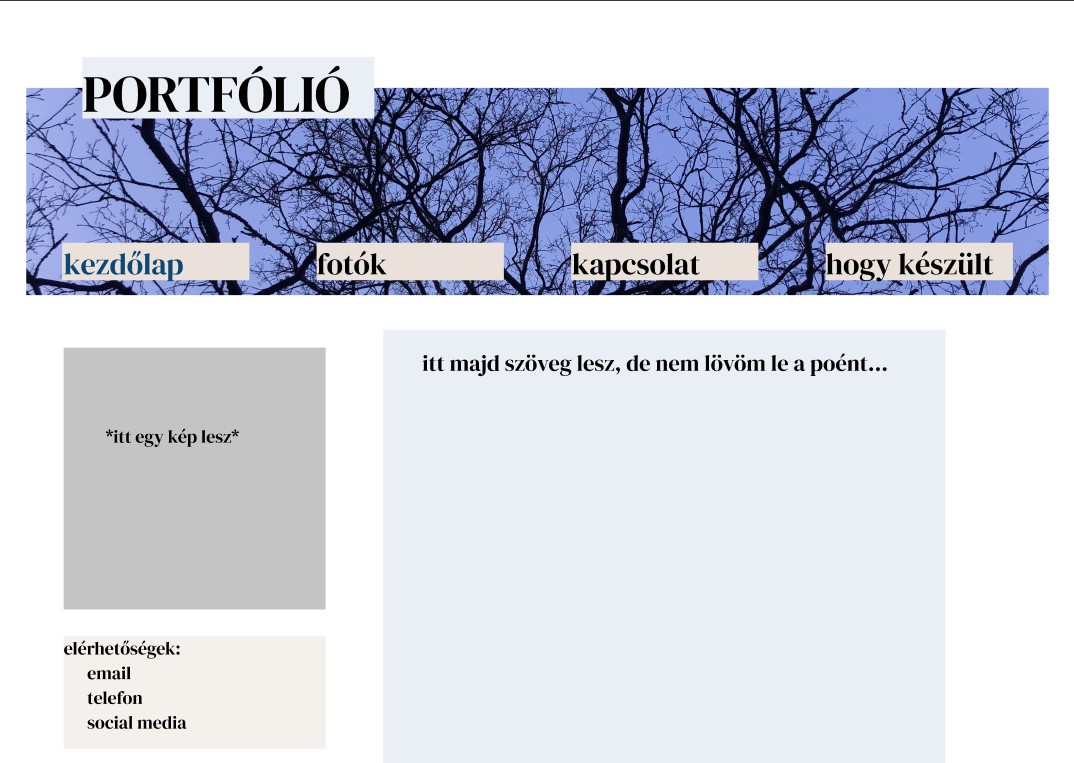 PORTFÓLIÓ
kezdőlap
fotók
kapcsolat
hogy készült
*itt egy kép lesz*
elérhetőségek:
email
telefon
social media
itt majd szöveg lesz, de nem lövöm le a poént...